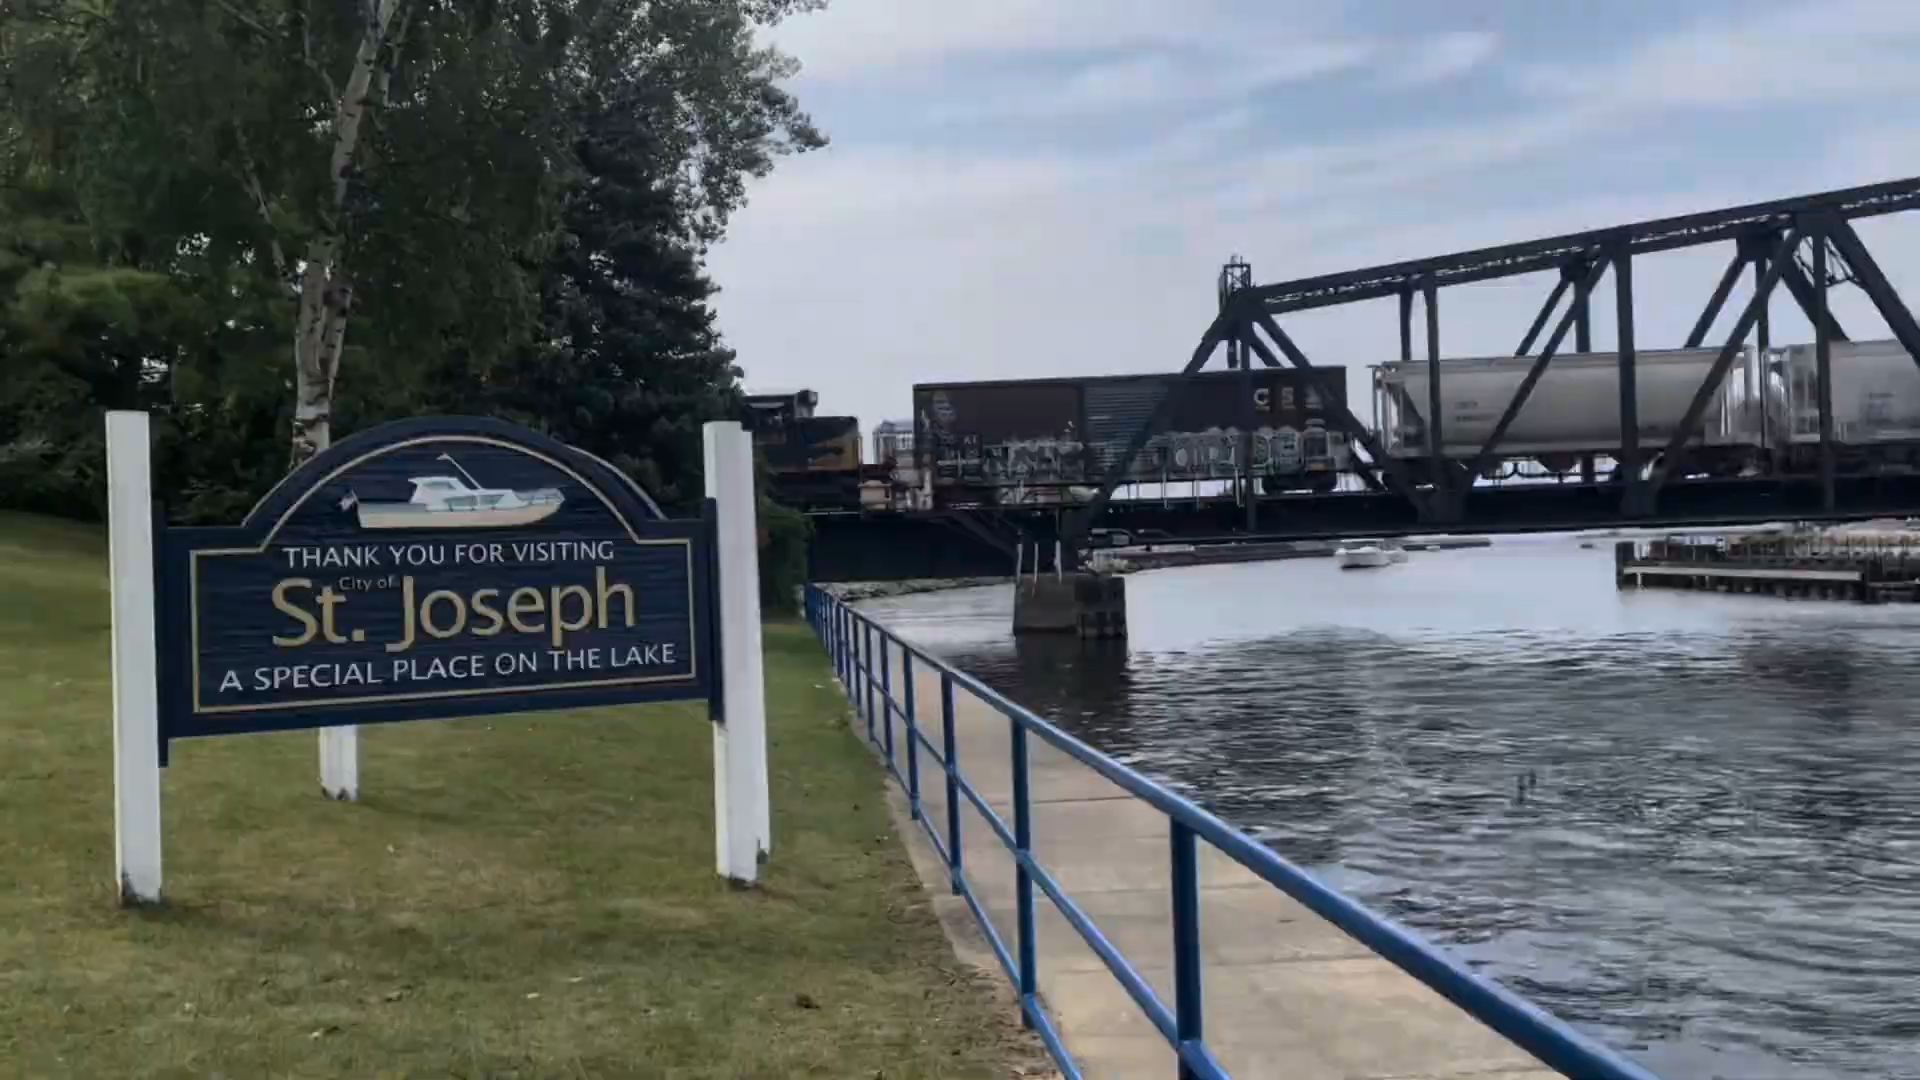 THANK YOU FOR VISITING
City of
St. Joseph
A SPECIAL PLACE ON THE LAKE